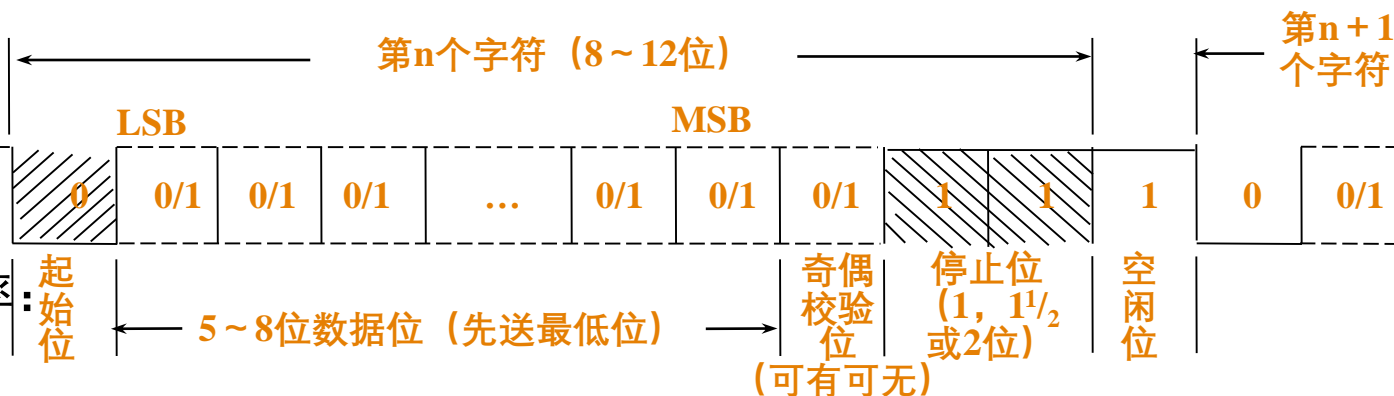 第n个字符（8～12位）
第n＋1
个字符
LSB
MSB
0 0/1 0/1 0/1 … 0/1 0/1 0/1 1 1 1 0 0/1
：
起
始
位
5～8位数据位（先送最低位）
奇偶
校验
位
（可有可无）
停止位
（1，1¹/₂
或2位）
空
闲
位